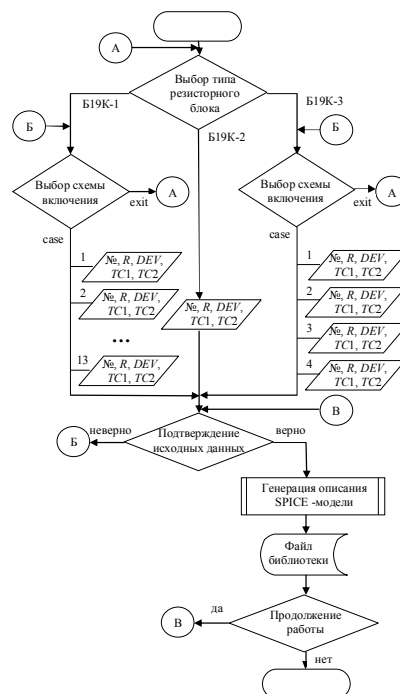 А
Выбор типа
резисторного
блока
Б19К-1
Б19К-3
Б
Б19К-2
Б
Выбор схемы
включения
exit
А
Выбор схемы
включения
exit
А
case
case
1
№, R, DEV,
TC1, TC2
2
№, R, DEV,
TC1, TC2
...
13
№, R, DEV,
TC1, TC2
№, R, DEV,
TC1, TC2
1
№, R, DEV,
TC1, TC2
2
№, R, DEV,
TC1, TC2
3
№, R, DEV,
TC1, TC2
4
№, R, DEV,
TC1, TC2
В
неверно
Подтверждение
исходных данных
верно
Б
Генерация описания
SPICE -модели
Файл
библиотеки
да
Продолжение
работы
В
нет